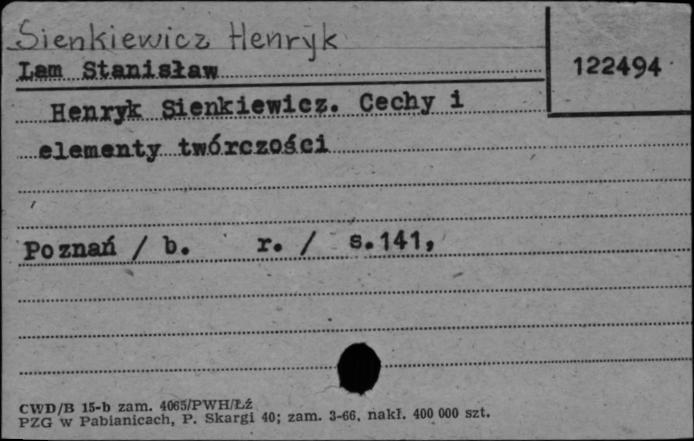 Sienkiewicz Henryk
Lam Stanisław
122494
Henryk Sienkiewicz. Cechy i
elementy twórczości
Poznań / b. r. / s.141,
CWD/B 15-b zam. 4065/PWH/Łź
PZG w Pabianicach, P. Skargi 40; zam. 3-66, nakł. 400 000 szt.